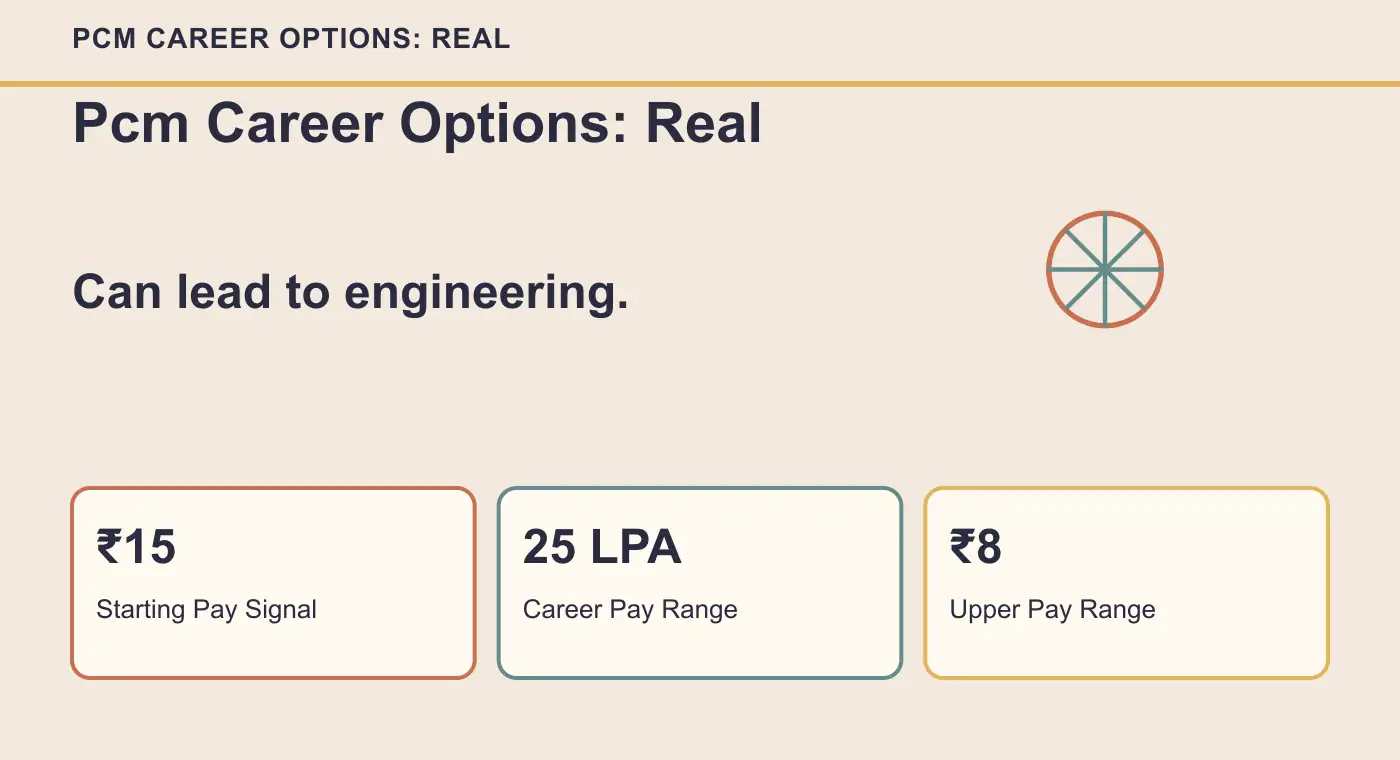 PCM CAREER OPTIONS: REAL
Pcm Career Options: Real
Can lead to engineering.
₹15
Starting Pay Signal
25 LPA
Career Pay Range
₹8
Upper Pay Range